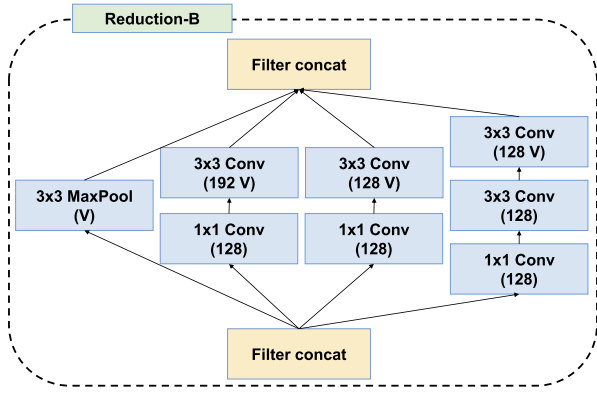 Reduction-B
Filter concat
3x3 MaxPool
(V)
3x3 Conv
(192 V)
1x1 Conv
(128)
3x3 Conv
(128 V)
1x1 Conv
(128)
3x3 Conv
(128 V)
3x3 Conv
(128)
1x1 Conv
(128)
Filter concat